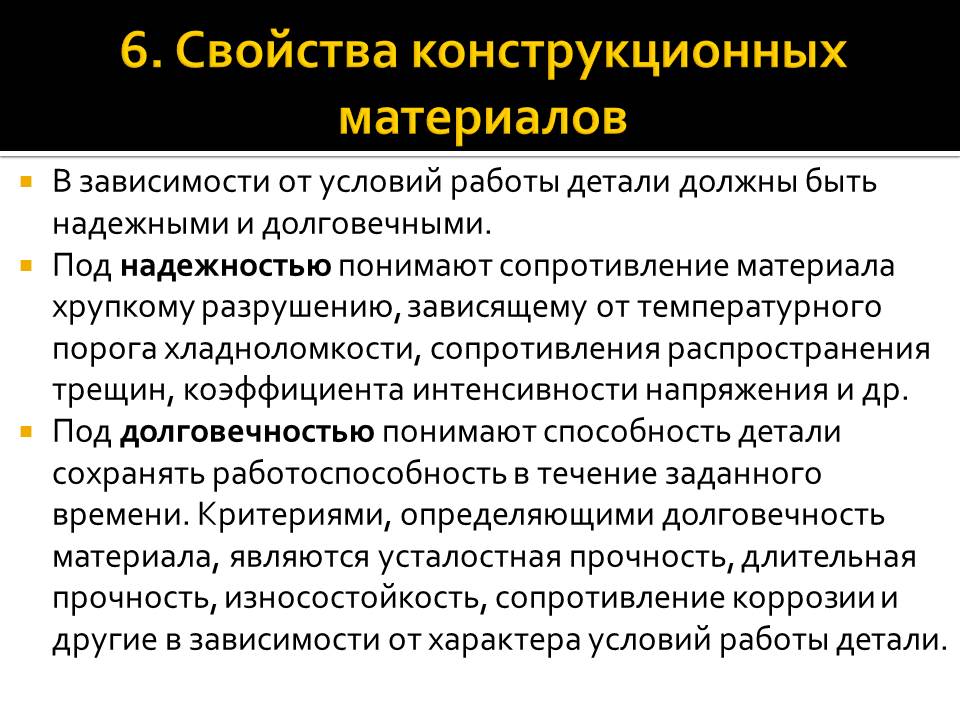 6. Свойства конструкционных
материалов
В зависимости от условий работы детали должны быть
надежными и долговечными.
Под надежностью понимают сопротивление материала
хрупкому разрушению, зависящему от температурного
порога хладноломкости, сопротивления распространения
трещин, коэффициента интенсивности напряжения и др.
Под долговечностью понимают способность детали
сохранять работоспособность в течение заданного
времени. Критериями, определяющими долговечность
материала, являются усталостная прочность, длительная
прочность, износостойкость, сопротивление коррозии и
другие в зависимости от характера условий работы детали.